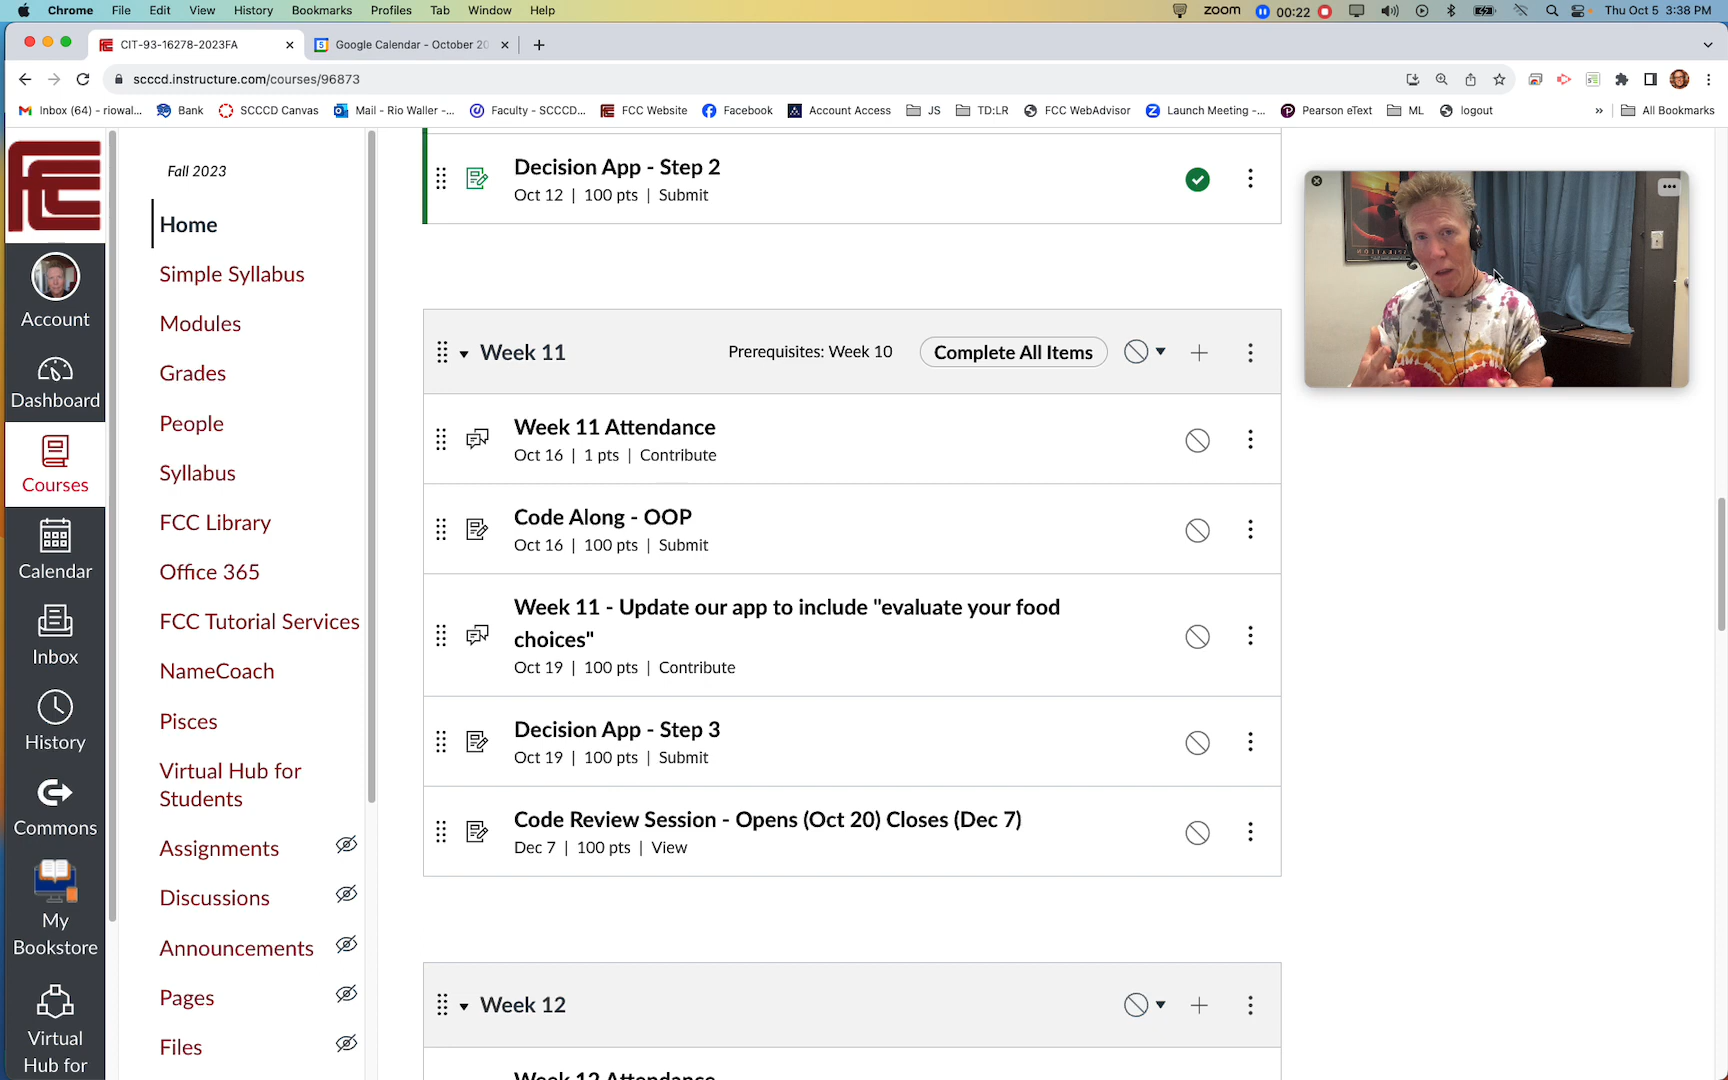 Chrome File Edit View History Bookmarks Profiles Tab Window Help zoom 00:22 Thu Oct 5 3:38 PM
CIT-93-16278-2023FA Google Calendar - October 20
scccd.instructure.com/courses/96873
Inbox (64) - riowal... Bank SCCCD Canvas Mail - Rio Waller -... Faculty - SCCCD... FCC Website Facebook Account Access JS TD:LR FCC WebAdvisor Launch Meeting -... Pearson eText ML logout » All Bookmarks
FCC
Account
Dashboard
Courses
Calendar
Inbox
History
Commons
My
Bookstore
Virtual
Hub for
Fall 2023
Home
Simple Syllabus
Modules
Grades
People
Syllabus
FCC Library
Office 365
FCC Tutorial Services
NameCoach
Pisces
Virtual Hub for
Students
Assignments
Discussions
Announcements
Pages
Files
Decision App - Step 2
Oct 12 | 100 pts | Submit
Week 11 Prerequisites: Week 10 Complete All Items
Week 11 Attendance
Oct 16 | 1 pts | Contribute
Code Along - OOP
Oct 16 | 100 pts | Submit
Week 11 - Update our app to include "evaluate your food
choices"
Oct 19 | 100 pts | Contribute
Decision App - Step 3
Oct 19 | 100 pts | Submit
Code Review Session - Opens (Oct 20) Closes (Dec 7)
Dec 7 | 100 pts | View
Week 12
Week 12 Attendance